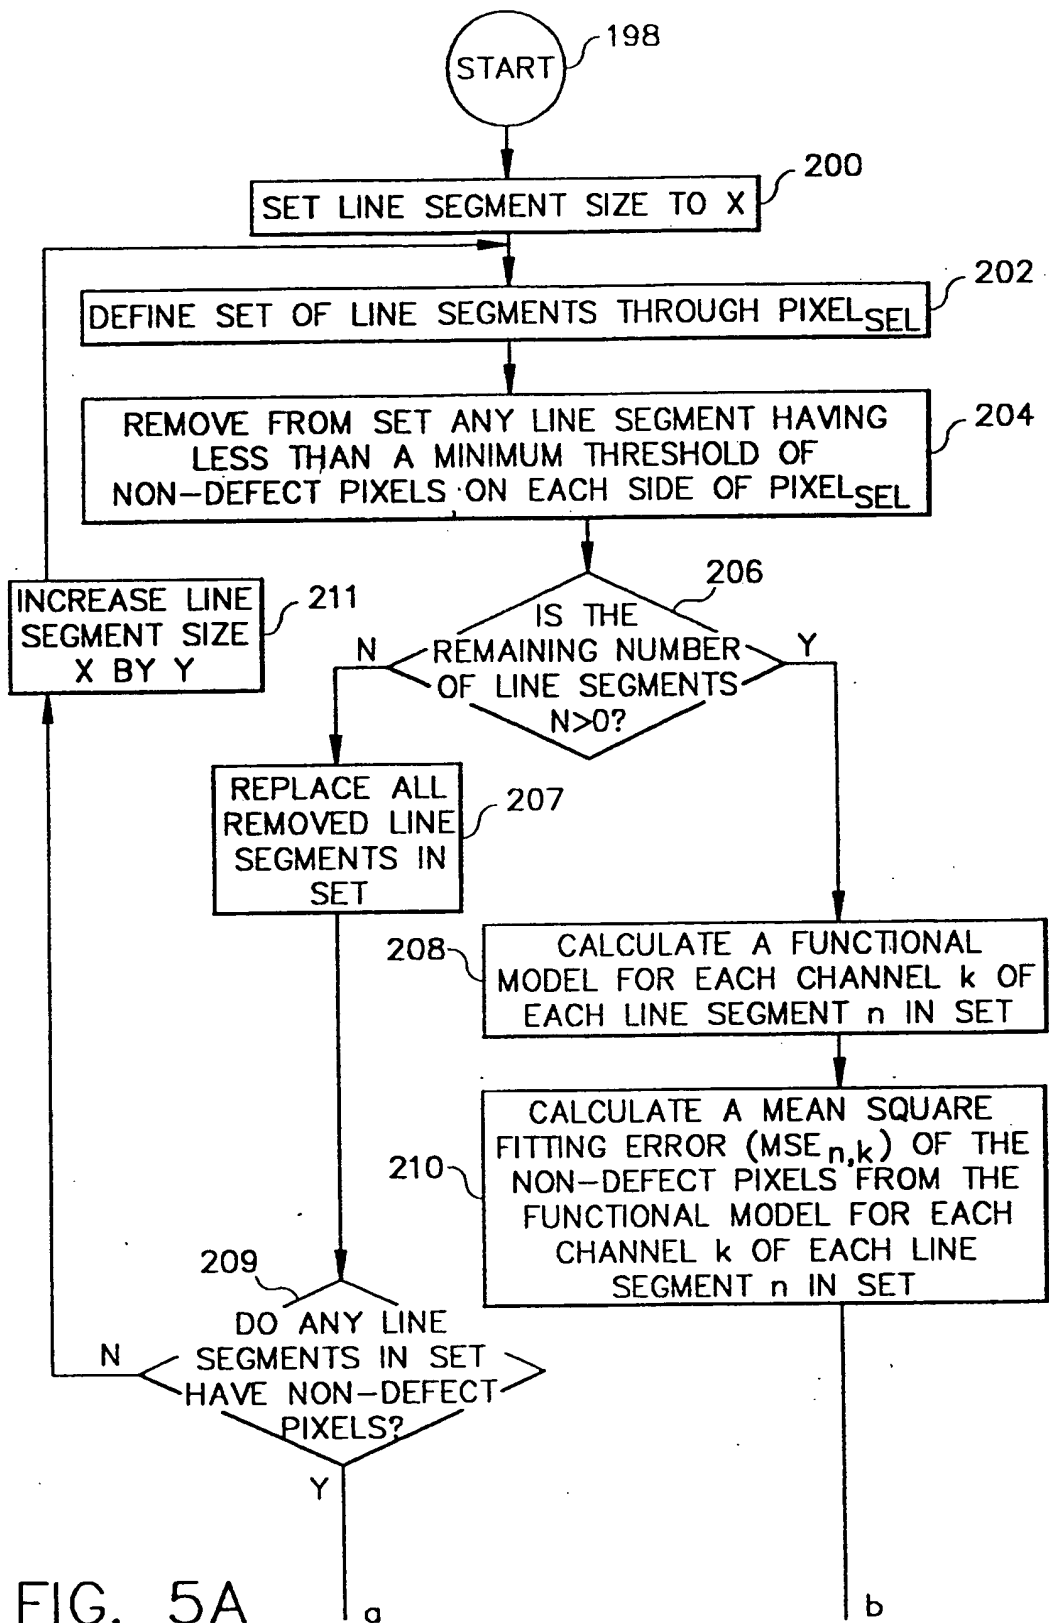 START
198
SET LINE SEGMENT SIZE TO X
200
DEFINE SET OF LINE SEGMENTS THROUGH PIXELSEL
202
REMOVE FROM SET ANY LINE SEGMENT HAVING
LESS THAN A MINIMUM THRESHOLD OF
NON-DEFECT PIXELS ON EACH SIDE OF PIXELSEL
204
INCREASE LINE
SEGMENT SIZE
X BY Y
211
206
IS THE
REMAINING NUMBER
OF LINE SEGMENTS
N>0?
N
Y
REPLACE ALL
REMOVED LINE
SEGMENTS IN
SET
207
208
CALCULATE A FUNCTIONAL
MODEL FOR EACH CHANNEL k OF
EACH LINE SEGMENT n IN SET
210
CALCULATE A MEAN SQUARE
FITTING ERROR (MSEn,k) OF THE
NON-DEFECT PIXELS FROM THE
FUNCTIONAL MODEL FOR EACH
CHANNEL k OF EACH LINE
SEGMENT n IN SET
209
DO ANY LINE
SEGMENTS IN SET
HAVE NON-DEFECT
PIXELS?
N
Y
FIG. 5A
a
b